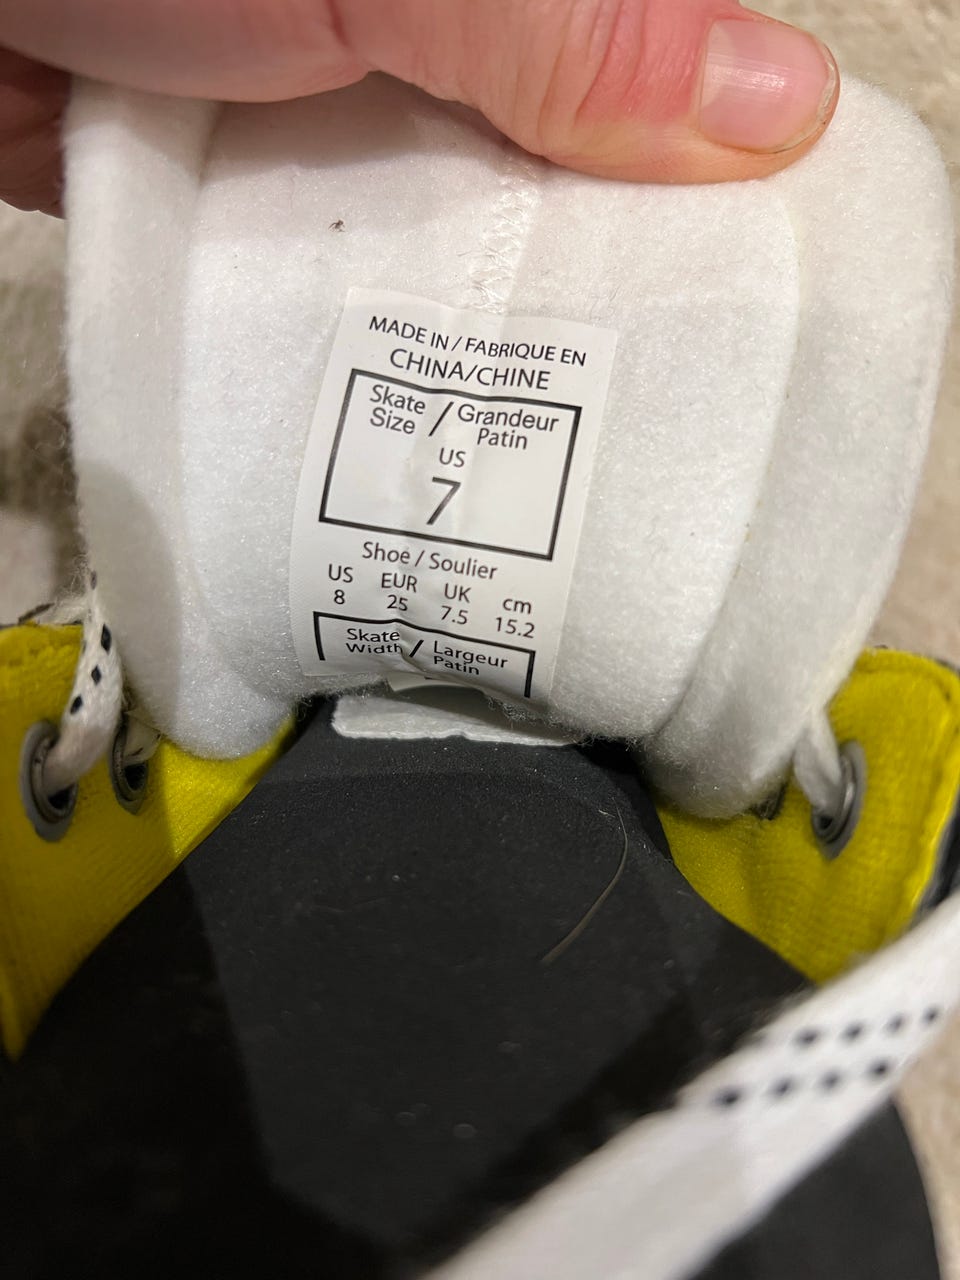 MADE IN / FABRIQUE EN
CHINA/CHINE
Skate Size / Grandeur Patin
US
7
Shoe / Soulier
US EUR UK cm
8 25 7.5 15.2
Skate Width / Largeur Patin